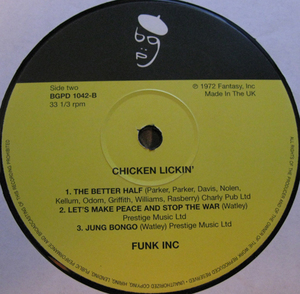 bgp
Side two
BGPD 1042-B
33 1/3 rpm
℗ 1972 Fantasy, Inc
Made In The UK
CHICKEN LICKIN'
1. THE BETTER HALF (Parker, Parker, Davis, Nolen,
Kellum, Odom, Griffith, Williams, Rasberry) Charly Pub Ltd
2. LET'S MAKE PEACE AND STOP THE WAR (Watley)
Prestige Music Ltd
3. JUNG BONGO (Watley) Prestige Music Ltd
FUNK INC